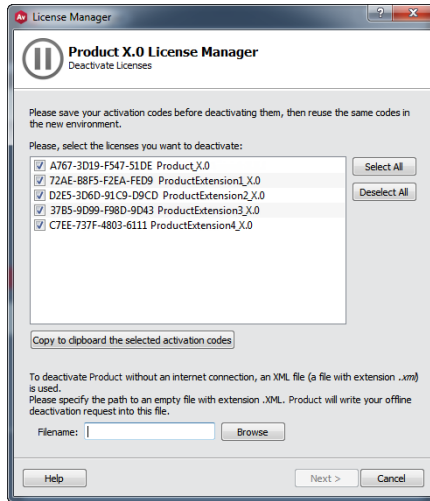 Av License Manager
Product X.0 License Manager
Deactivate Licenses
Please save your activation codes before deactivating them, then reuse the same codes in
the new environment.
Please, select the licenses you want to deactivate:
A767-3D19-F547-51DE Product_X.0
72AE-B8F5-F2EA-FED9 ProductExtension1_X.0
D2E5-3D6D-91C9-D9CD ProductExtension2_X.0
37B5-9D99-F98D-9D43 ProductExtension3_X.0
C7EE-737F-4803-6111 ProductExtension4_X.0
Select All
Deselect All
Copy to clipboard the selected activation codes
To deactivate Product without an internet connection, an XML file (a file with extension .xml)
is used.
Please specify the path to an empty file with extension .XML. Product will write your offline
deactivation request into this file.
Filename:
Browse
Help
Next >
Cancel